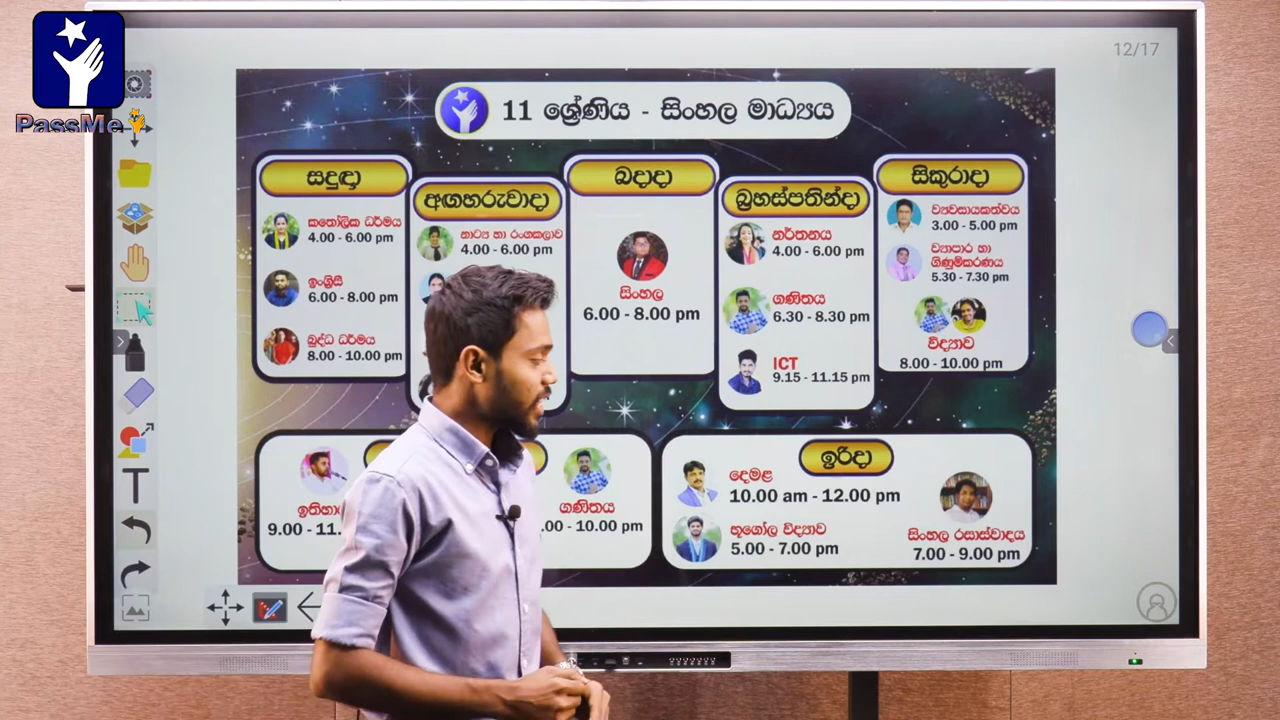 PassMe
12/17
11 ශ්‍රේණිය - සිංහල මාධ්‍යය
සඳුදා
කතෝලික ධර්මය
4.00 - 6.00 pm
ඉංග්‍රීසි
6.00 - 8.00 pm
බුද්ධ ධර්මය
8.00 - 10.00 pm
අඟහරුවාදා
නාට්‍ය හා රංගකලාව
4.00 - 6.00 pm
බදාදා
සිංහල
6.00 - 8.00 pm
බ්‍රහස්පතින්දා
නර්තනය
4.00 - 6.00 pm
ගණිතය
6.30 - 8.30 pm
ICT
9.15 - 11.15 pm
සිකුරාදා
ව්‍යවසායකත්වය
3.00 - 5.00 pm
ව්‍යාපාර හා
ගිණුම්කරණය
5.30 - 7.30 pm
විද්‍යාව
8.00 - 10.00 pm
9.00 - 11.
ගණිතය
.00 - 10.00 pm
ඉරිදා
දෙමළ
10.00 am - 12.00 pm
භූගෝල විද්‍යාව
5.00 - 7.00 pm
සිංහල රසාස්වාදය
7.00 - 9.00 pm